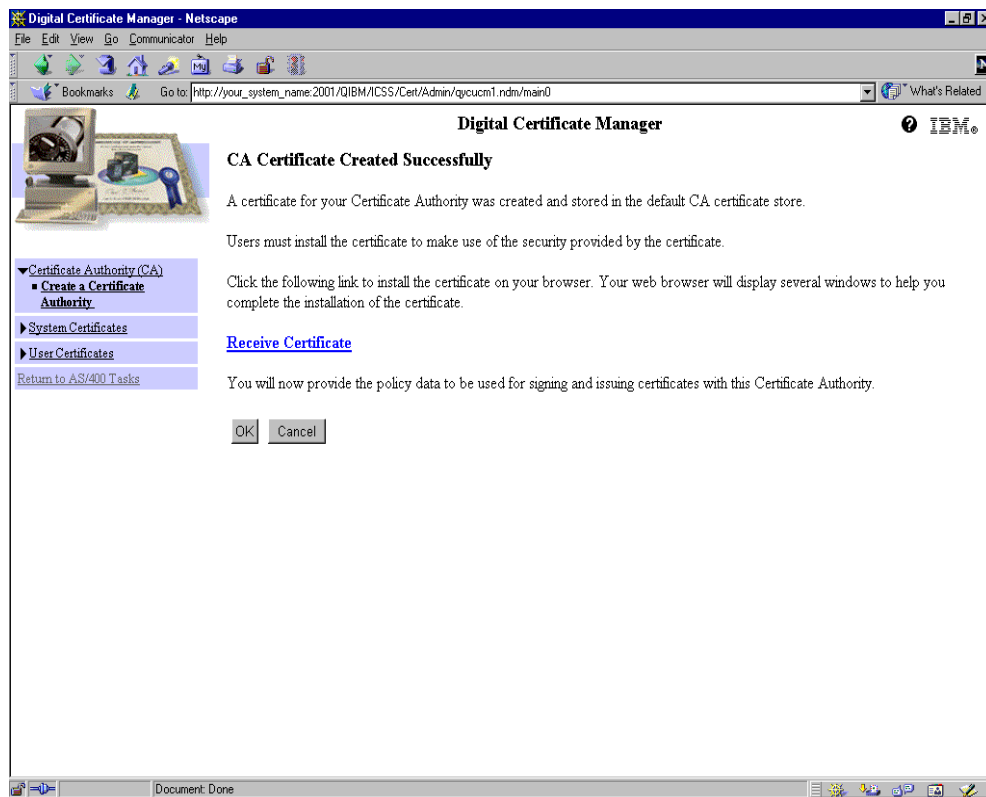 Digital Certificate Manager - Netscape
File Edit View Go Communicator Help
My
Bookmarks Go to: http://your_system_name:2001/QIBM/ICSS/Cert/Admin/qycucm1.ndm/main0 What's Related
N
Digital Certificate Manager
IBM®
CA Certificate Created Successfully
A certificate for your Certificate Authority was created and stored in the default CA certificate store.
Users must install the certificate to make use of the security provided by the certificate.
Certificate Authority (CA)
Create a Certificate
Authority
System Certificates
User Certificates
Return to AS/400 Tasks
Click the following link to install the certificate on your browser. Your web browser will display several windows to help you
complete the installation of the certificate.
Receive Certificate
You will now provide the policy data to be used for signing and issuing certificates with this Certificate Authority.
OK Cancel
Document: Done